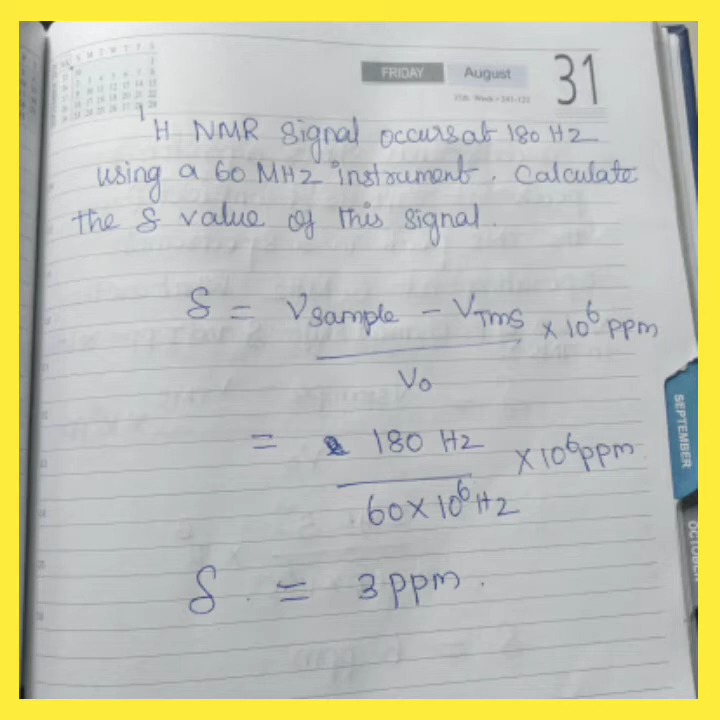 FRIDAY August 31
¹H NMR Signal occurs at 180 Hz
using a 60 MHz instrument. Calculate
the δ value of this signal.
δ = νsample - νTMS × 10⁶ ppm
ν₀
= 180 Hz × 10⁶ ppm
60×10⁶ Hz
δ = 3 ppm.
SEPTEMBER
OCTOBER